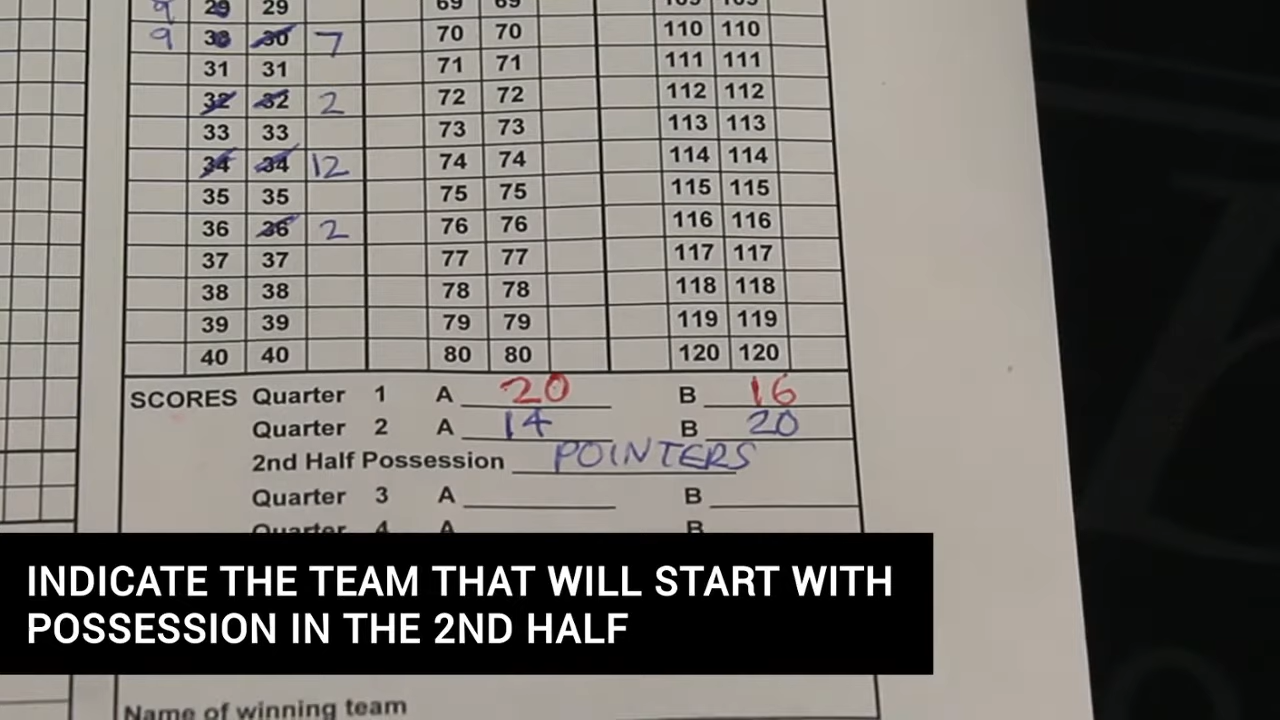 9 29 29 69 69 109 109
9 30 30 7 70 70 110 110
31 31 71 71 111 111
32 32 2 72 72 112 112
33 33 73 73 113 113
34 34 12 74 74 114 114
35 35 75 75 115 115
36 36 2 76 76 116 116
37 37 77 77 117 117
38 38 78 78 118 118
39 39 79 79 119 119
40 40 80 80 120 120
SCORES Quarter 1 A 20 B 16
Quarter 2 A 14 B 20
2nd Half Possession POINTERS
Quarter 3 A B
Quarter 4 A B
INDICATE THE TEAM THAT WILL START WITH
POSSESSION IN THE 2ND HALF
Name of winning team